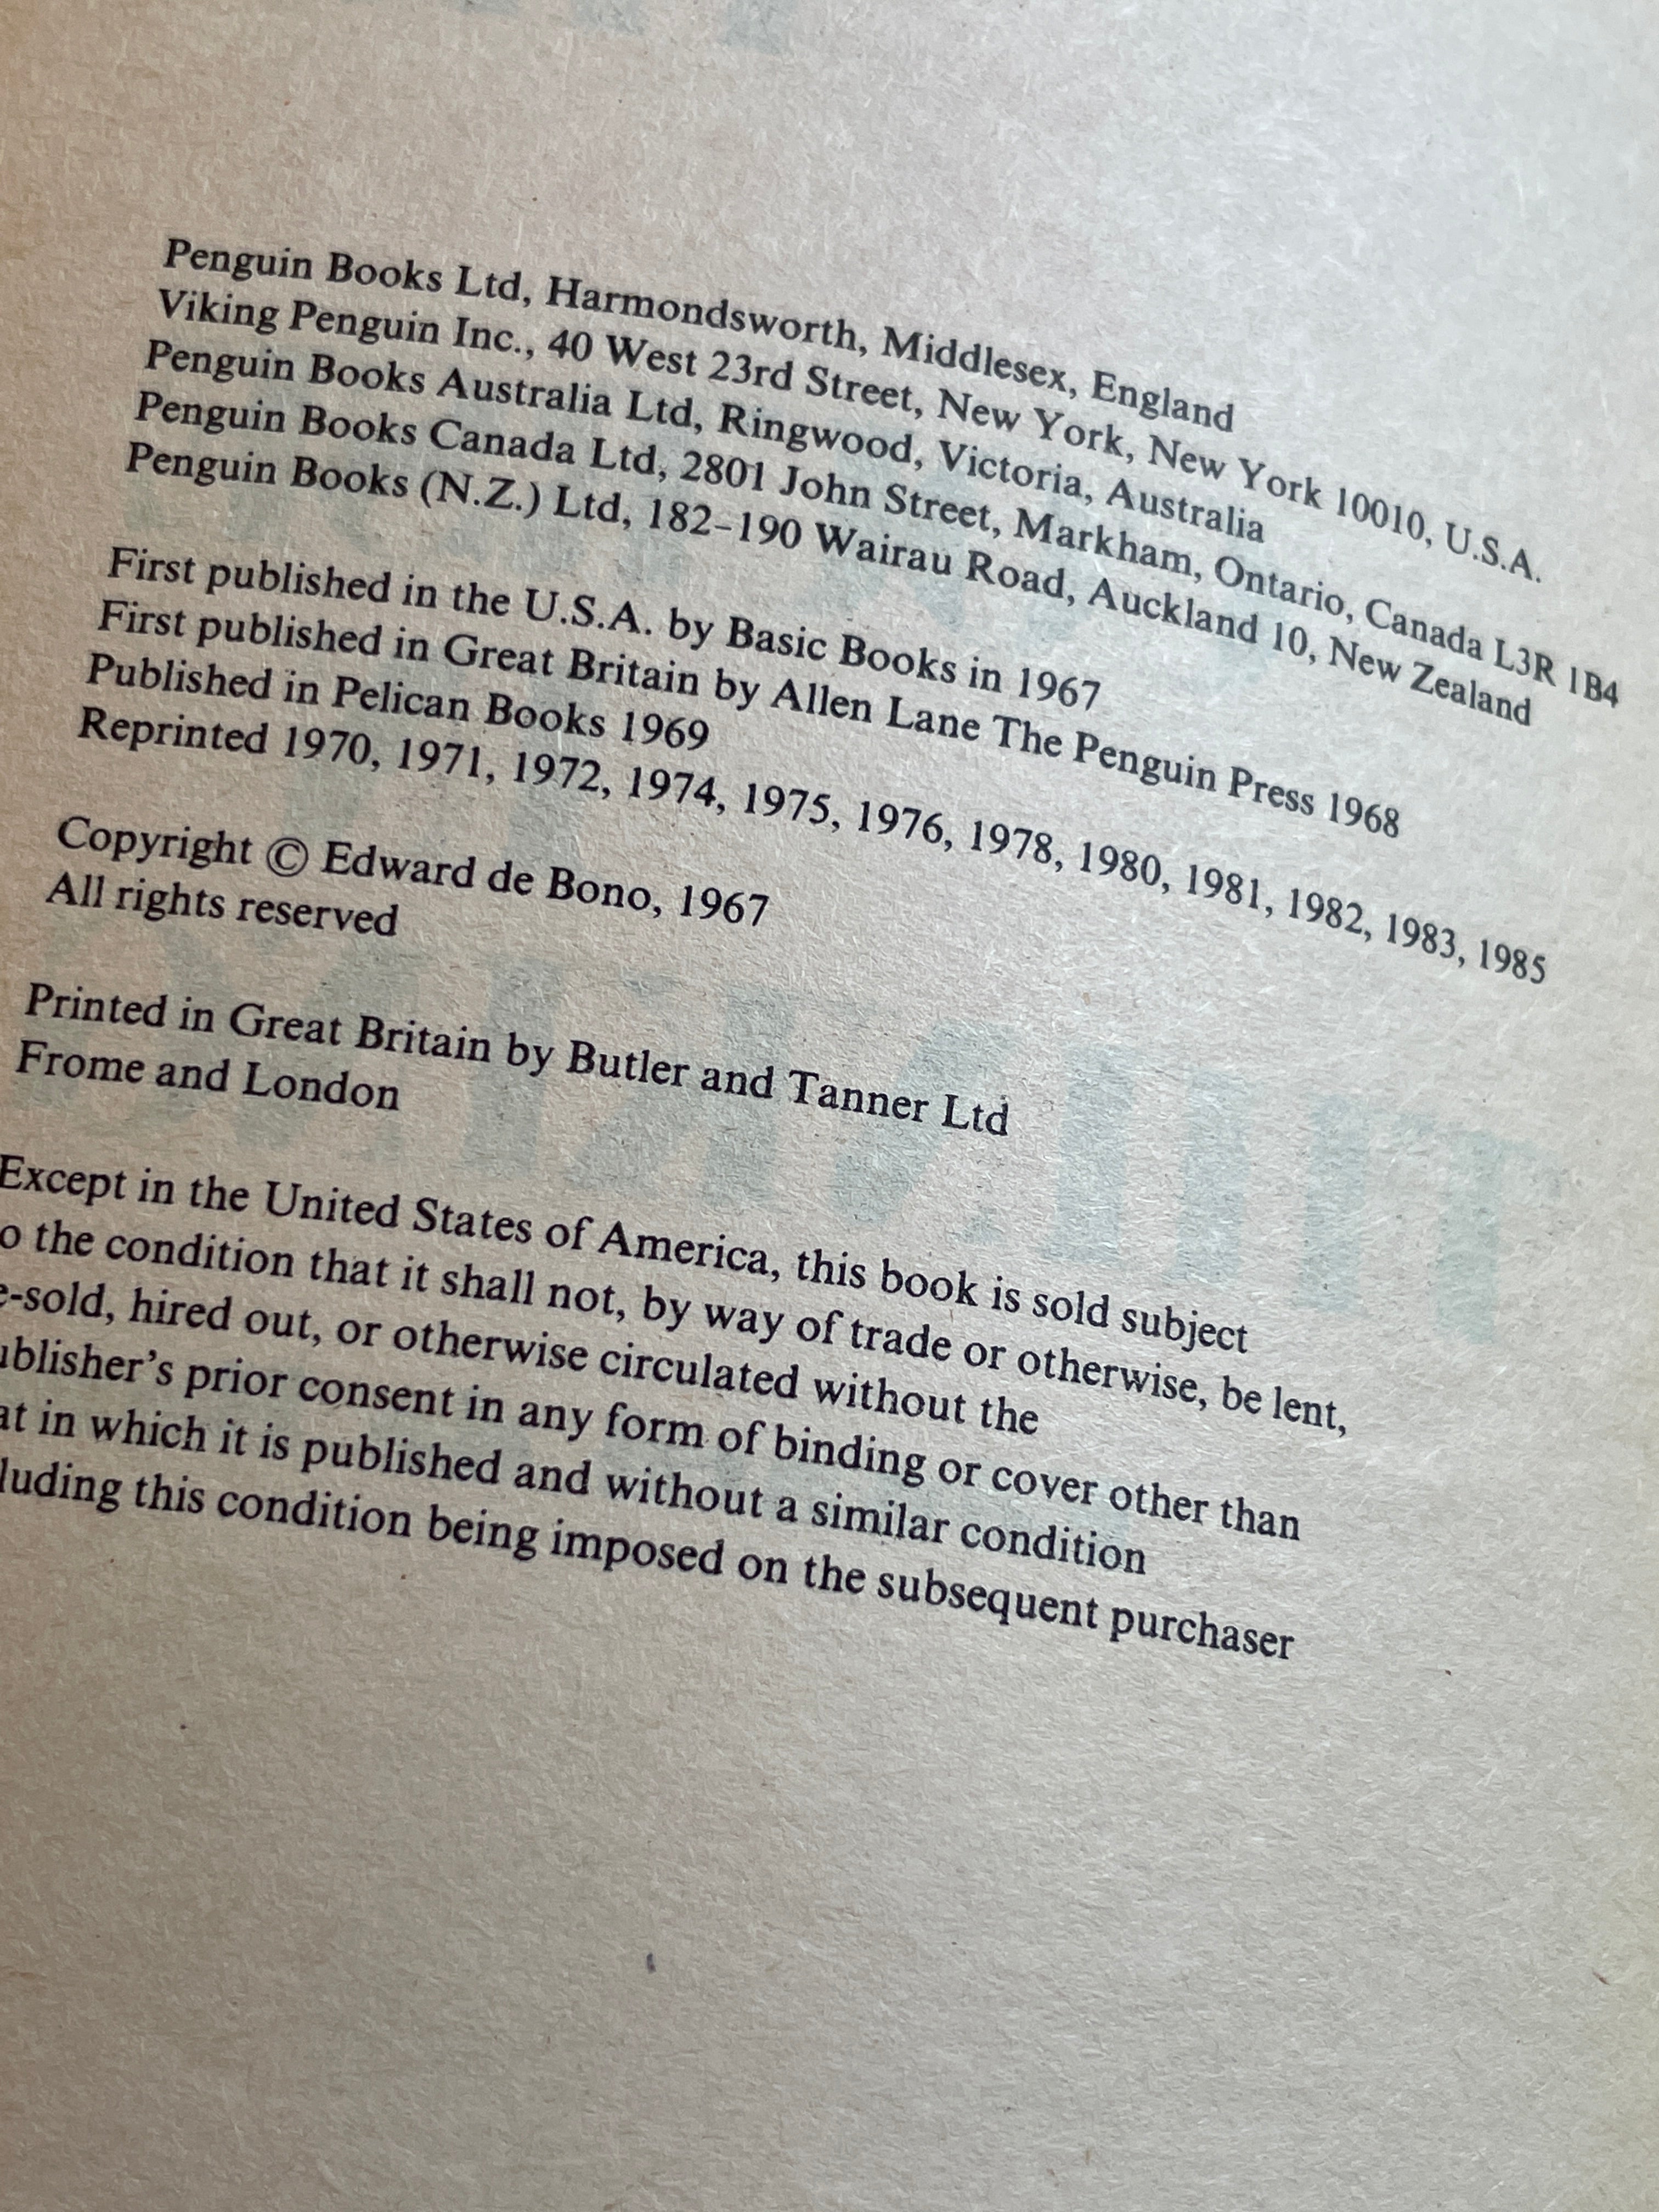 Penguin Books Ltd, Harmondsworth, Middlesex, England
Viking Penguin Inc., 40 West 23rd Street, New York, New York 10010, U.S.A.
Penguin Books Australia Ltd, Ringwood, Victoria, Australia
Penguin Books Canada Ltd, 2801 John Street, Markham, Ontario, Canada L3R 1B4
Penguin Books (N.Z.) Ltd, 182–190 Wairau Road, Auckland 10, New Zealand
First published in the U.S.A. by Basic Books in 1967
First published in Great Britain by Allen Lane The Penguin Press 1968
Published in Pelican Books 1969
Reprinted 1970, 1971, 1972, 1974, 1975, 1976, 1978, 1980, 1981, 1982, 1983, 1985
Copyright © Edward de Bono, 1967
All rights reserved
Printed in Great Britain by Butler and Tanner Ltd
Frome and London
Except in the United States of America, this book is sold subject
o the condition that it shall not, by way of trade or otherwise, be lent,
e-sold, hired out, or otherwise circulated without the
ublisher's prior consent in any form of binding or cover other than
at in which it is published and without a similar condition
luding this condition being imposed on the subsequent purchaser